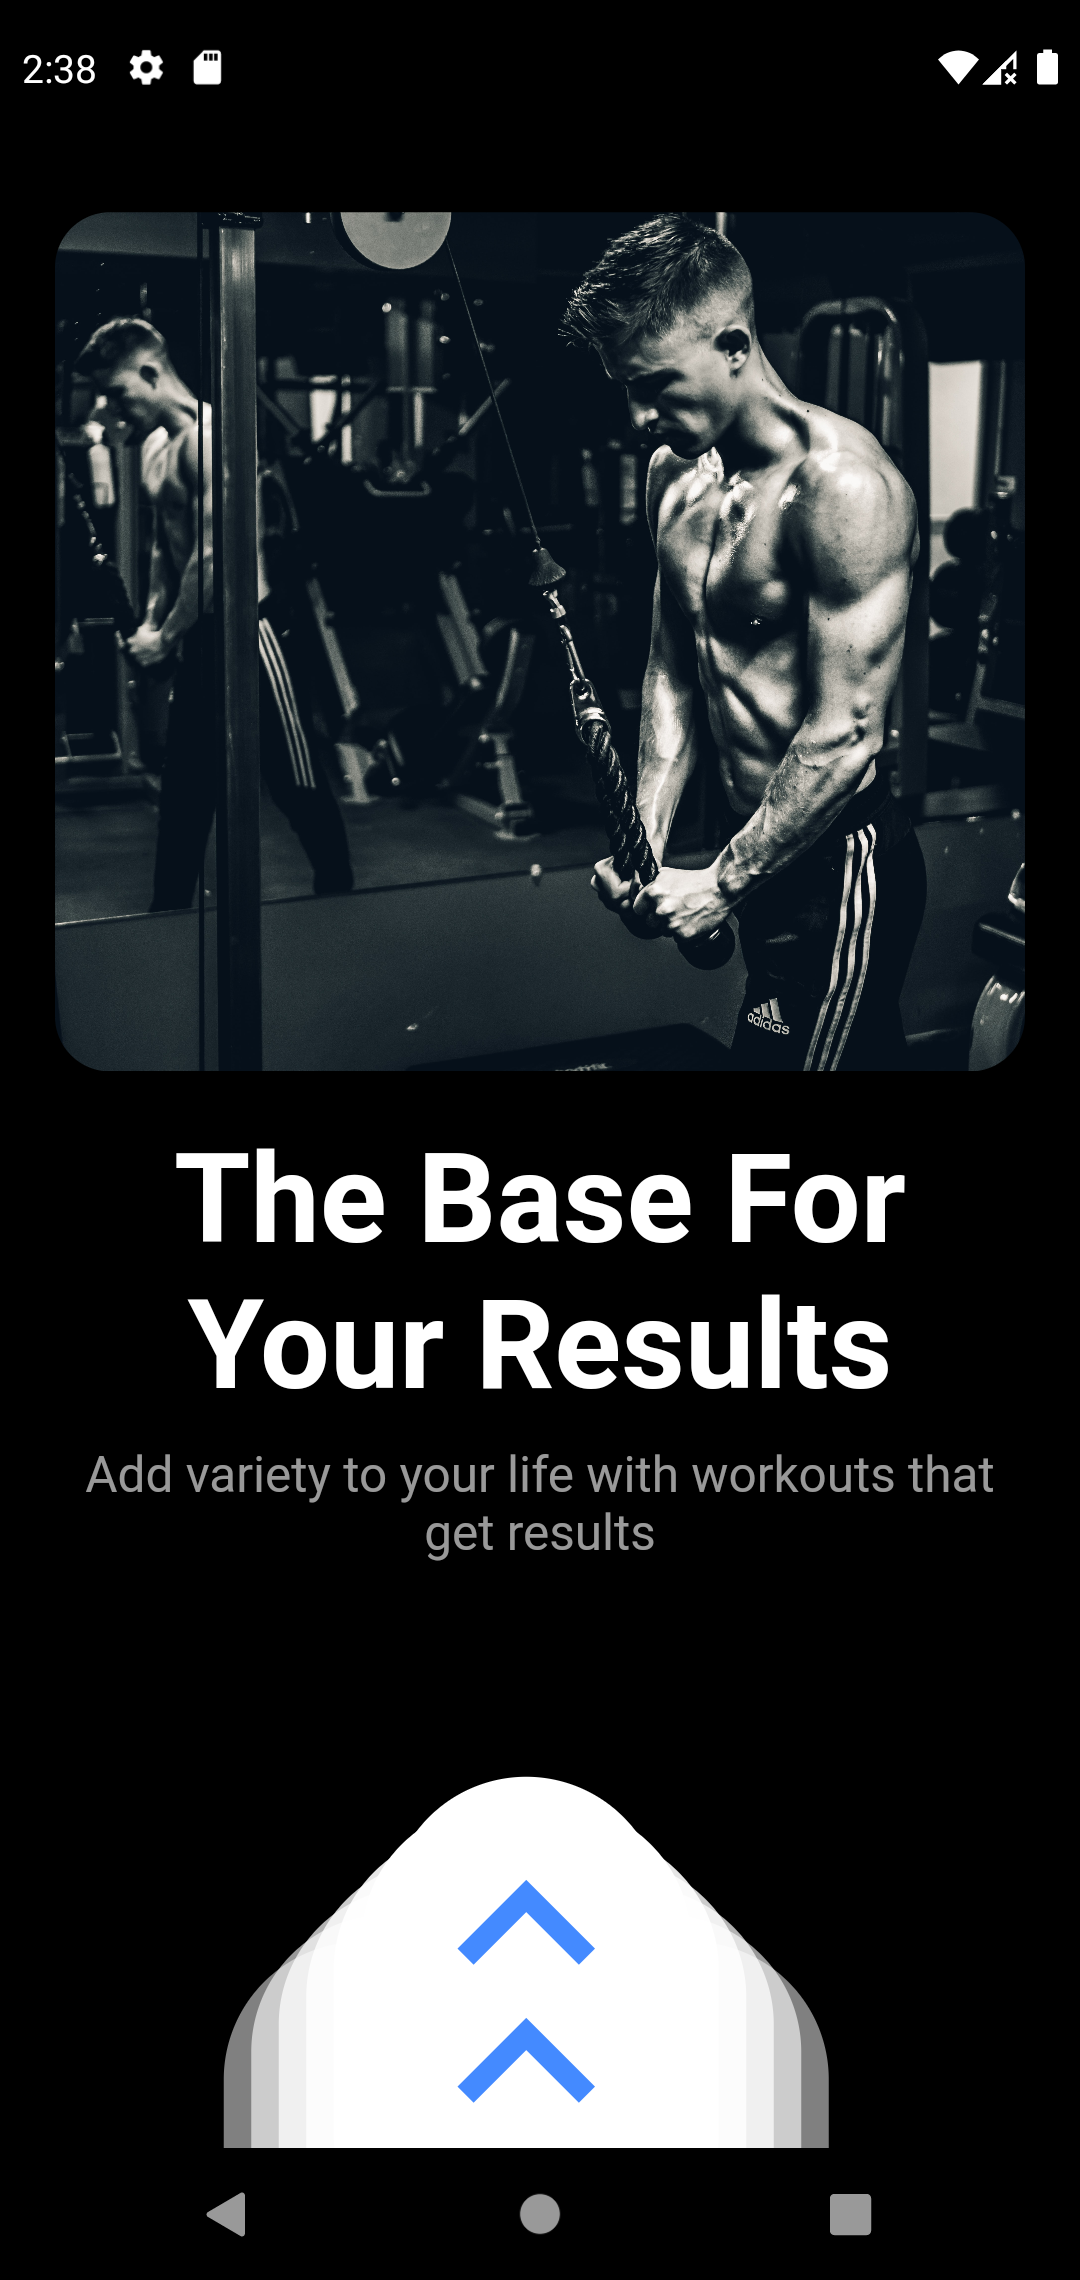 2:38
adidas
The Base For
Your Results
Add variety to your life with workouts that
get results